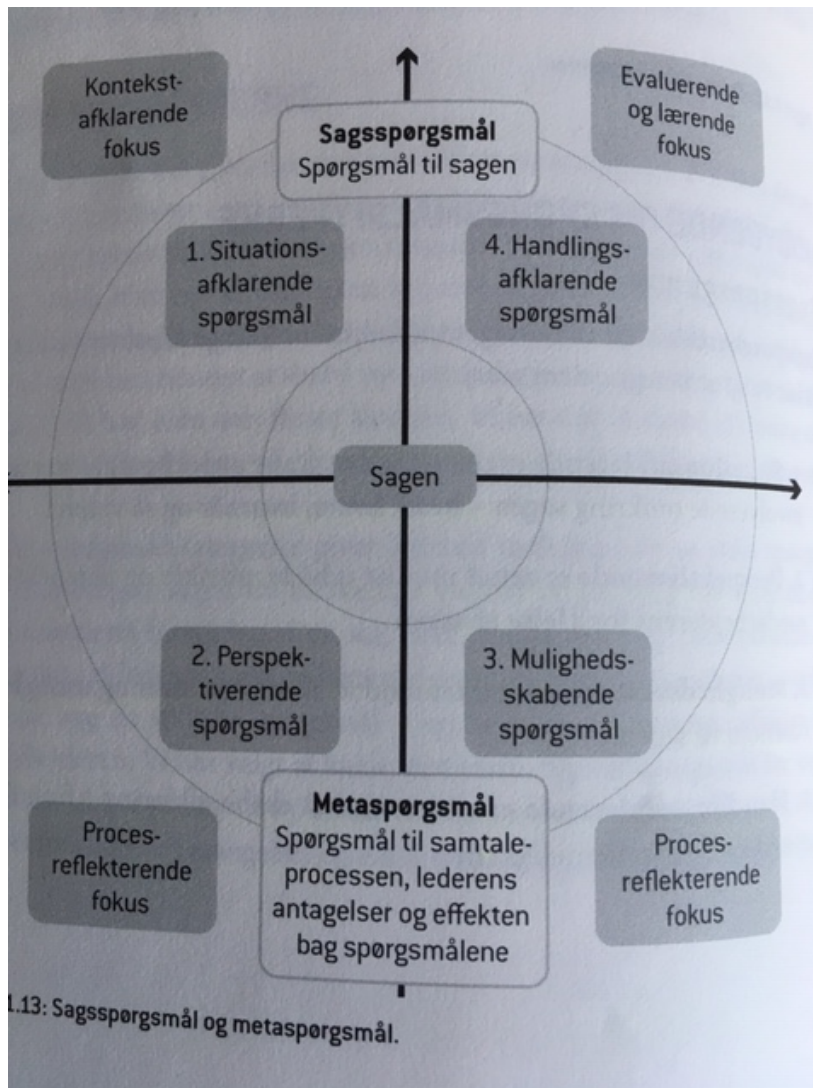 Kontekst-
afklarende
fokus
Sagsspørgsmål
Spørgsmål til sagen
Evaluerende
og lærende
fokus
1. Situations-
afklarende
spørgsmål
4. Handlings-
afklarende
spørgsmål
Sagen
2. Perspek-
tiverende
spørgsmål
3. Muligheds-
skabende
spørgsmål
Metaspørgsmål
Spørgsmål til samtale-
processen, lederens
antagelser og effekten
bag spørgsmålene
Proces-
reflekterende
fokus
Proces-
reflekterende
fokus
1.13: Sagsspørgsmål og metaspørgsmål.